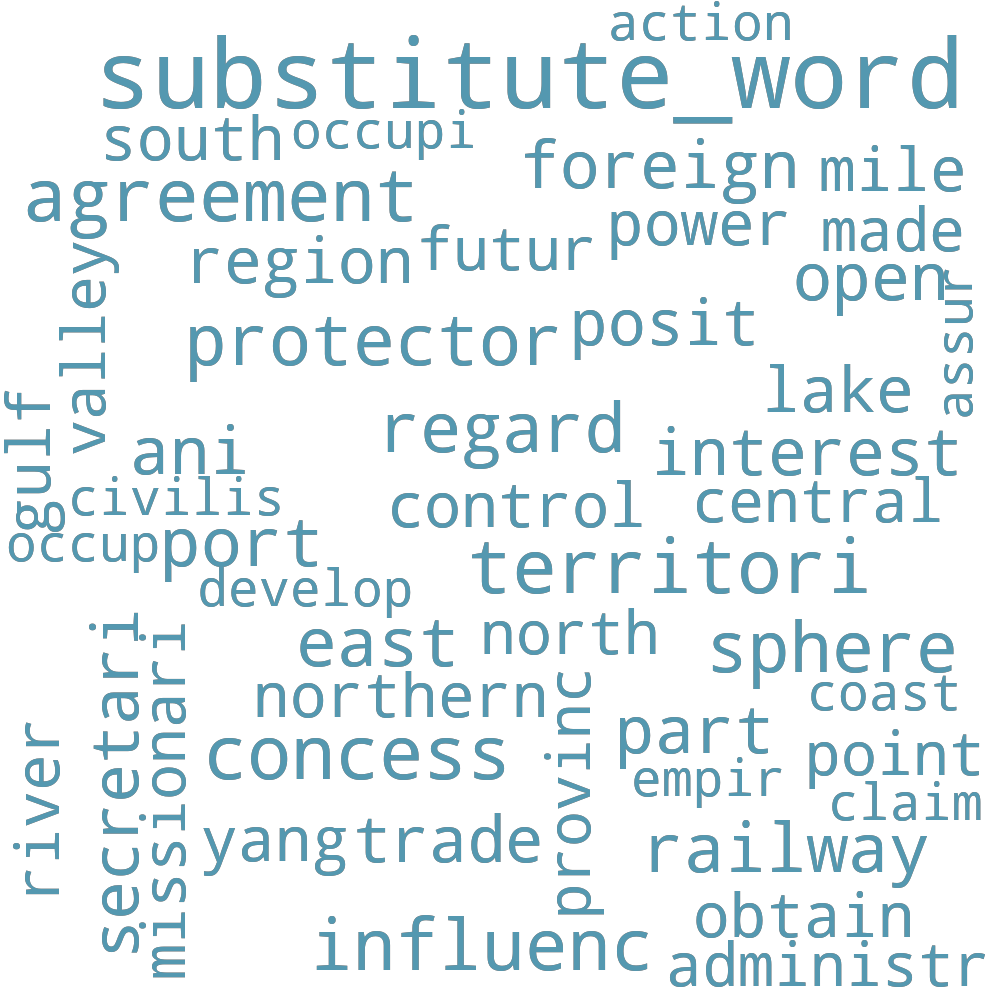 action
substitute_word
south
occupi
foreign
mile
agreement
power
made
region
futur
valley
open
assur
protector
posit
lake
gulf
regard
ani
interest
civilis
control
central
occup
port
territori
develop
east
north
sphere
secretari
missionari
northern
provinc
coast
part
concess
point
river
empir
claim
yang
trade
railway
obtain
influenc
administr